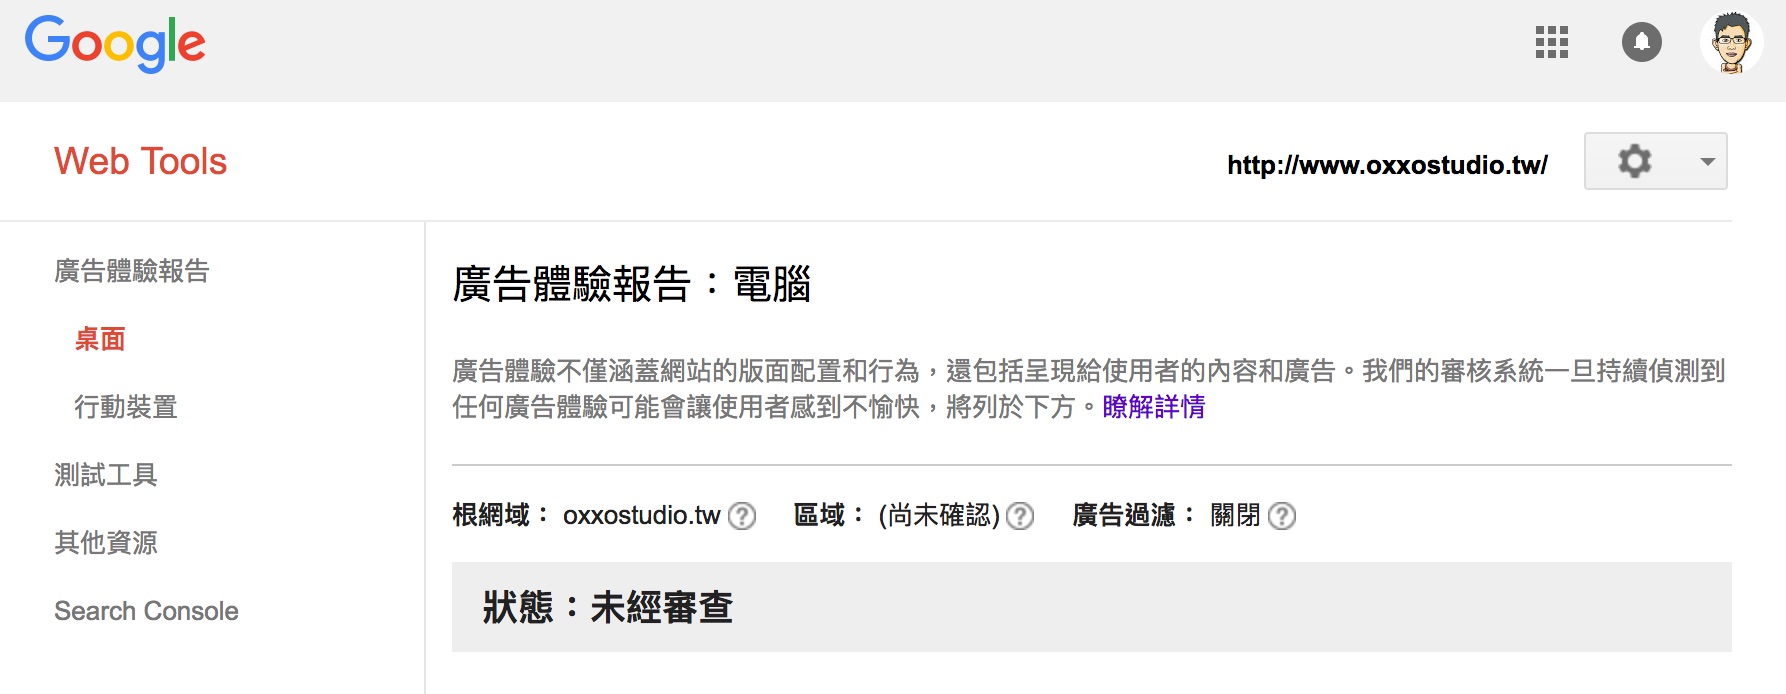 Google
Web Tools
http://www.oxxostudio.tw/
廣告體驗報告
桌面
行動裝置
測試工具
其他資源
Search Console
廣告體驗報告：電腦
廣告體驗不僅涵蓋網站的版面配置和行為，還包括呈現給使用者的內容和廣告。我們的審核系統一旦持續偵測到
任何廣告體驗可能會讓使用者感到不愉快，將列於下方。瞭解詳情
根網域： oxxostudio.tw ? 區域： (尚未確認) ? 廣告過濾： 關閉 ?
狀態：未經審查